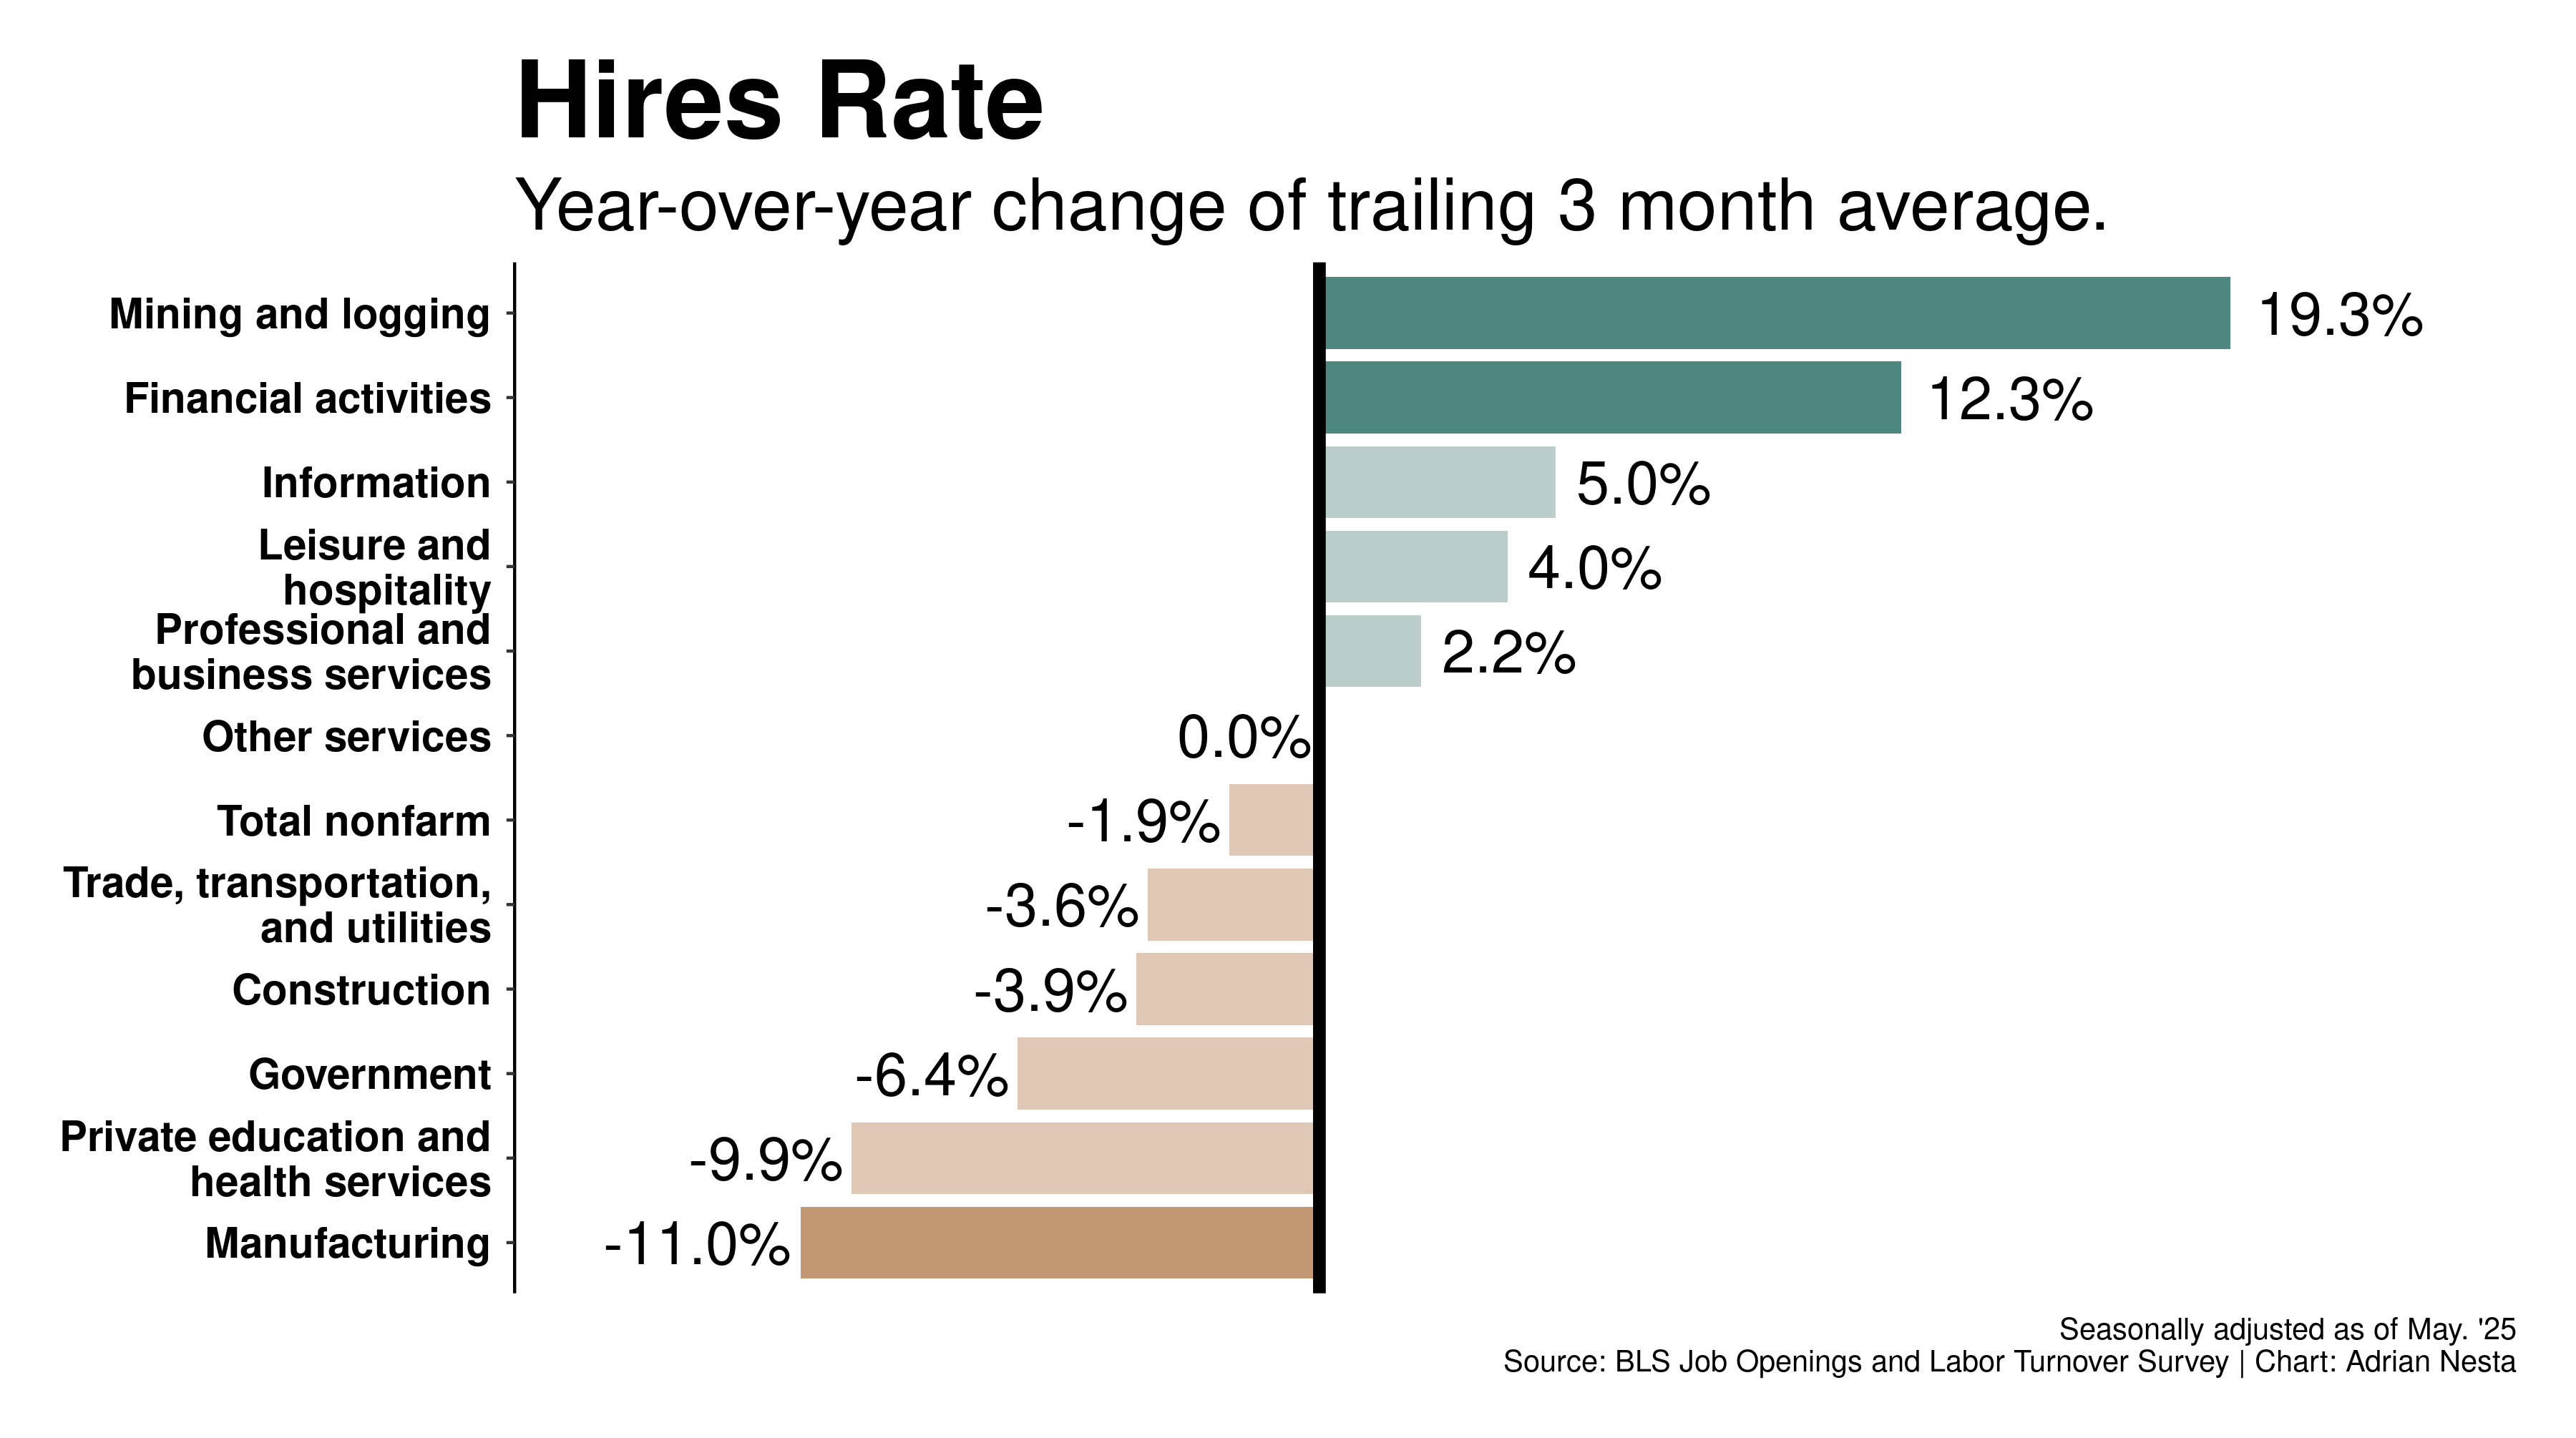 Hires Rate
Year-over-year change of trailing 3 month average.
Mining and logging
19.3%
Financial activities
12.3%
Information
5.0%
Leisure and
hospitality
4.0%
Professional and
business services
2.2%
Other services
0.0%
Total nonfarm
-1.9%
Trade, transportation,
and utilities
-3.6%
Construction
-3.9%
Government
-6.4%
Private education and
health services
-9.9%
Manufacturing
-11.0%
Seasonally adjusted as of May. '25
Source: BLS Job Openings and Labor Turnover Survey | Chart: Adrian Nesta